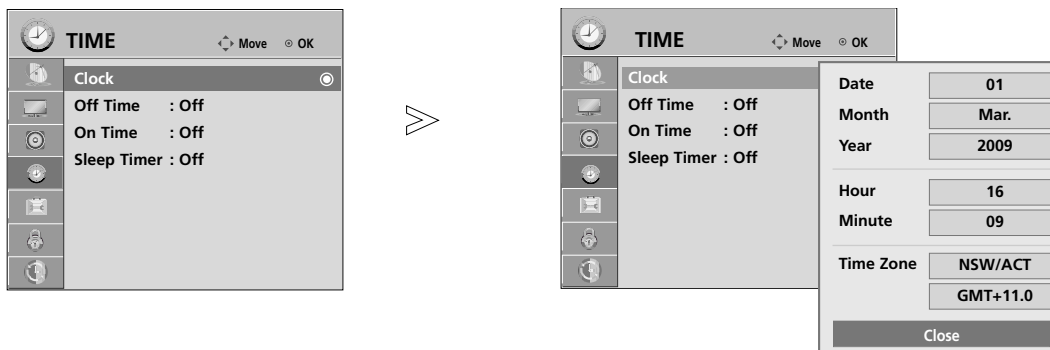 TIME Move OK
Clock
Off Time : Off
On Time : Off
Sleep Timer : Off
TIME Move OK
Clock
Off Time : Off
On Time : Off
Sleep Timer : Off
Date 01
Month Mar.
Year 2009
Hour 16
Minute 09
Time Zone NSW/ACT
GMT+11.0
Close